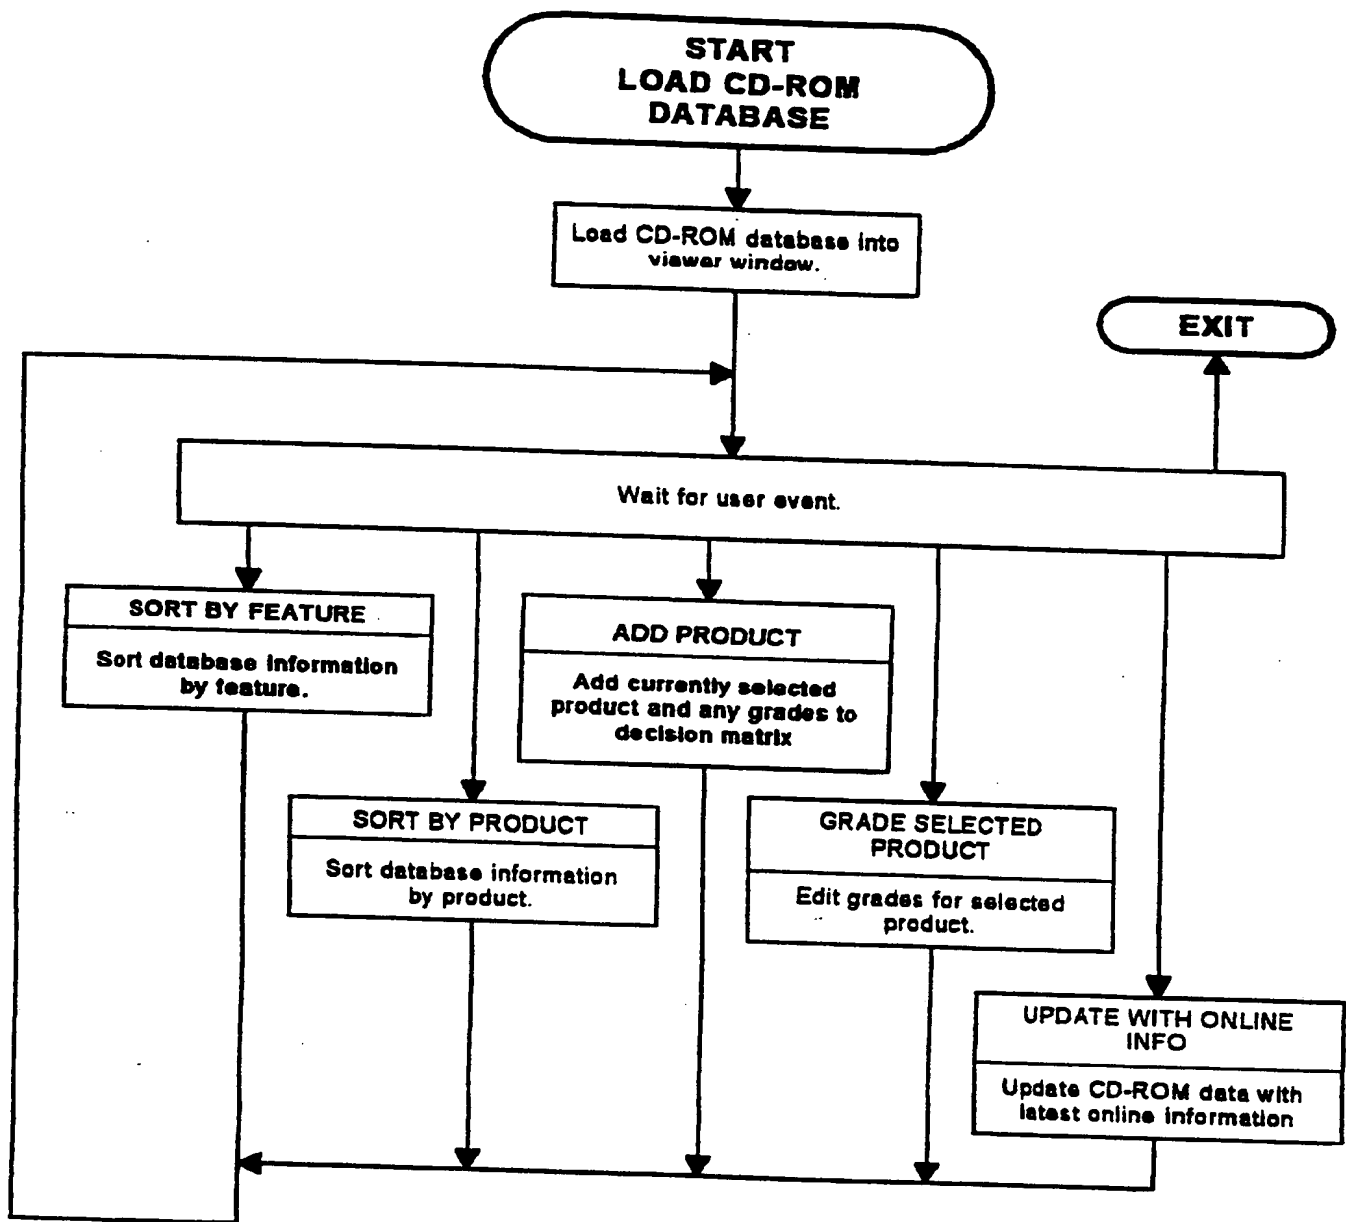 START
LOAD CD-ROM
DATABASE
Load CD-ROM database into
viewer window.
EXIT
Wait for user event.
SORT BY FEATURE
Sort database information
by feature.
ADD PRODUCT
Add currently selected
product and any grades to
decision matrix
SORT BY PRODUCT
Sort database information
by product.
GRADE SELECTED
PRODUCT
Edit grades for selected
product.
UPDATE WITH ONLINE
INFO
Update CD-ROM data with
latest online information